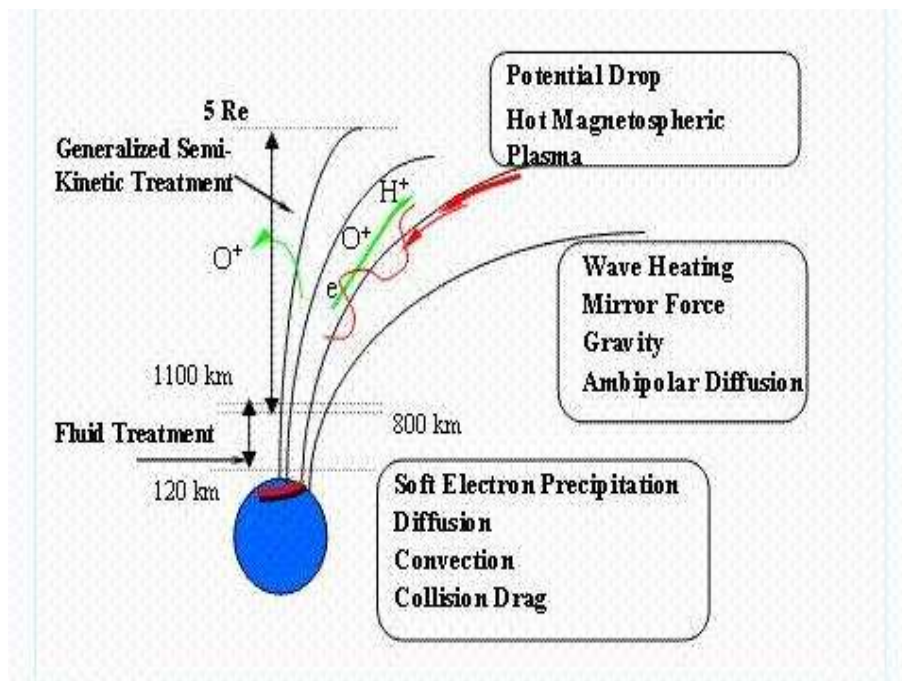 Potential Drop
Hot Magnetospheric
Plasma
5 Re
Generalized Semi-
Kinetic Treatment
H+
O+
O+
e
Wave Heating
Mirror Force
Gravity
Ambipolar Diffusion
1100 km
800 km
Fluid Treatment
120 km
Soft Electron Precipitation
Diffusion
Convection
Collision Drag